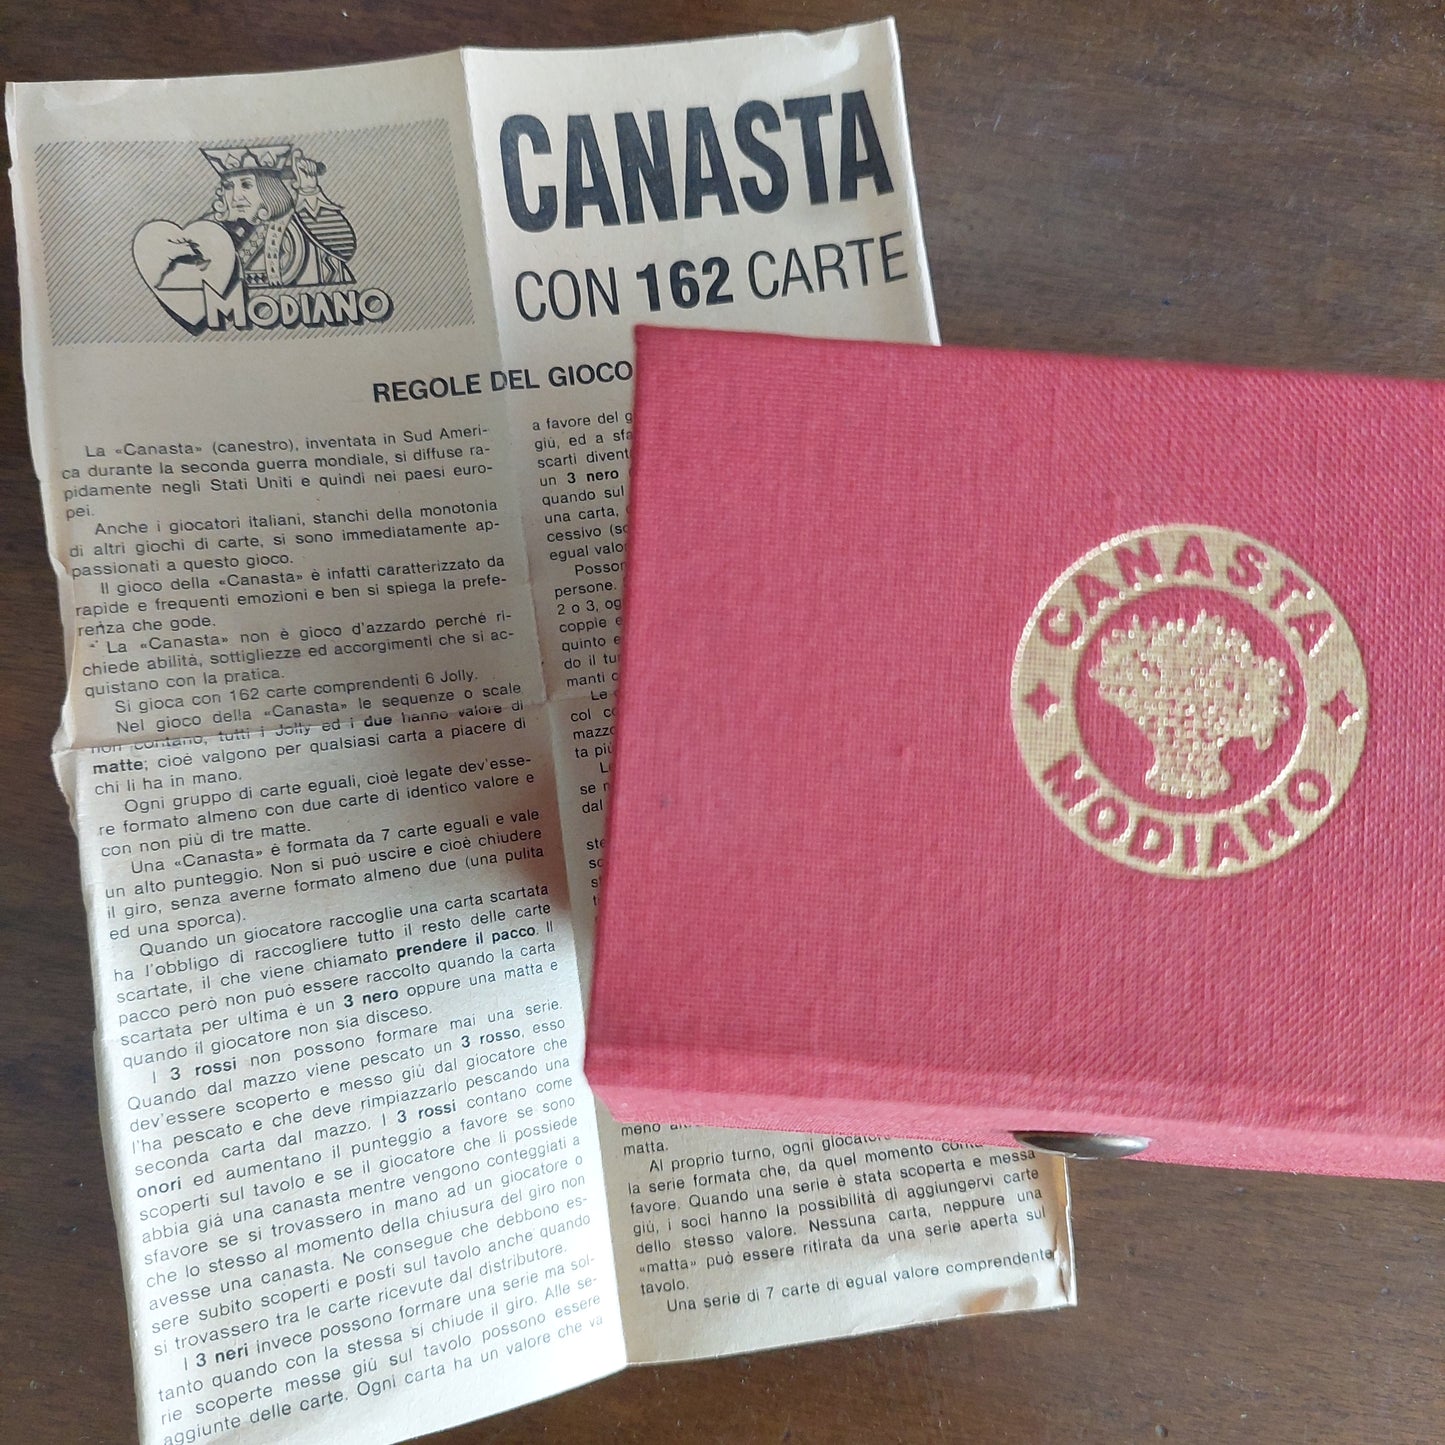 MODIANO
CANASTA
CON 162 CARTE
REGOLE DEL GIOCO
La «Canasta» (canestro), inventata in Sud Ameri-
ca durante la seconda guerra mondiale, si diffuse ra-
pidamente negli Stati Uniti e quindi nei paesi euro-
pei.
Anche i giocatori italiani, stanchi della monotonia
di altri giochi di carte, si sono immediatamente ap-
passionati a questo gioco.
Il gioco della «Canasta» è infatti caratterizzato da
rapide e frequenti emozioni e ben si spiega la prefe-
renza che gode.
La «Canasta» non è gioco d'azzardo perché ri-
chiede abilità, sottigliezze ed accorgimenti che si ac-
quistano con la pratica.
Si gioca con 162 carte comprendenti 6 Jolly.
Nel gioco della «Canasta» le sequenze o scale
non contano, tutti i Jolly ed i due hanno valore di
matte; cioè valgono per qualsiasi carta a piacere di
chi li ha in mano.
Ogni gruppo di carte eguali, cioè legate dev'esse-
re formato almeno con due carte di identico valore e
con non più di tre matte.
Una «Canasta» è formata da 7 carte eguali e vale
un alto punteggio. Non si può uscire e cioè chiudere
il giro, senza averne formato almeno due (una pulita
ed una sporca).
Quando un giocatore raccoglie una carta scartata
ha l'obbligo di raccogliere tutto il resto delle carte
scartate, il che viene chiamato prendere il pacco. Il
pacco però non può essere raccolto quando la carta
scartata per ultima è un 3 nero oppure una matta e
quando il giocatore non sia disceso.
I 3 rossi non possono formare mai una serie.
Quando dal mazzo viene pescato un 3 rosso, esso
dev'essere scoperto e messo giù dal giocatore che
l'ha pescato e che deve rimpiazzarlo pescando una
seconda carta dal mazzo. I 3 rossi contano come
onori ed aumentano il punteggio a favore se sono
scoperti sul tavolo e se il giocatore che li possiede
abbia già una canasta mentre vengono conteggiati a
sfavore se si trovassero in mano ad un giocatore o
che lo stesso al momento della chiusura del giro non
avesse una canasta. Ne consegue che debbono es-
sere subito scoperti e posti sul tavolo anche quando
si trovassero tra le carte ricevute dal distributore.
I 3 neri invece possono formare una serie ma sol-
tanto quando con la stessa si chiude il giro. Alle se-
rie scoperte messe giù sul tavolo possono essere
aggiunte delle carte. Ogni carta ha un valore che va
a favore del
giù, ed a
scarti
un 3 nero
quando sul
una carta,
cessivo
egual
persone.
2 o 3,
coppie e
quinto e
do il
manti
Le
col
mazzo
ta più
se
dal
meno
matta.
Al proprio turno, ogni
la serie formata che, da quel momento
favore. Quando una serie è stata scoperta e messa
giù, i soci hanno la possibilità di aggiungervi carte
dello stesso valore. Nessuna carta, neppure una
«matta» può essere ritirata da una serie aperta sul
tavolo.
Una serie di 7 carte di egual valore comprendente
CANASTA
MODIANO